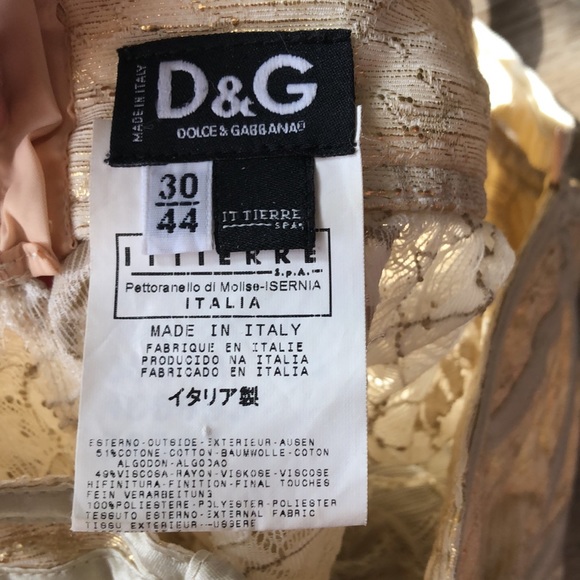 MADE IN ITALY
D&G
DOLCE & GABBANA
30
44
ITTIERRE
S.p.A.
ITTIERRE
S.p.A.
Pettoranello di Molise-ISERNIA
ITALIA
MADE IN ITALY
FABRIQUE EN ITALIE
PRODUCIDO NA ITALIA
FABRICADO EN ITALIA
イタリア製
ESTERNO-OUTSIDE-EXTERIEUR-AUSEN
51%COTONE-COTTON-BAUMWOLLE-COTON
ALGODON-ALGODAO
49%VISCOSA-RAYON-VISKOSE-VISCOSE
HIFINITURA-FINITION-FINAL TOUCHES
FEIN VERARBEITUNG
100%POLIESTERE-POLYESTER-POLIESTER
TESSUTO ESTERNO-EXTERNAL FABRIC
TISSU EXTERIEUR--USSERE